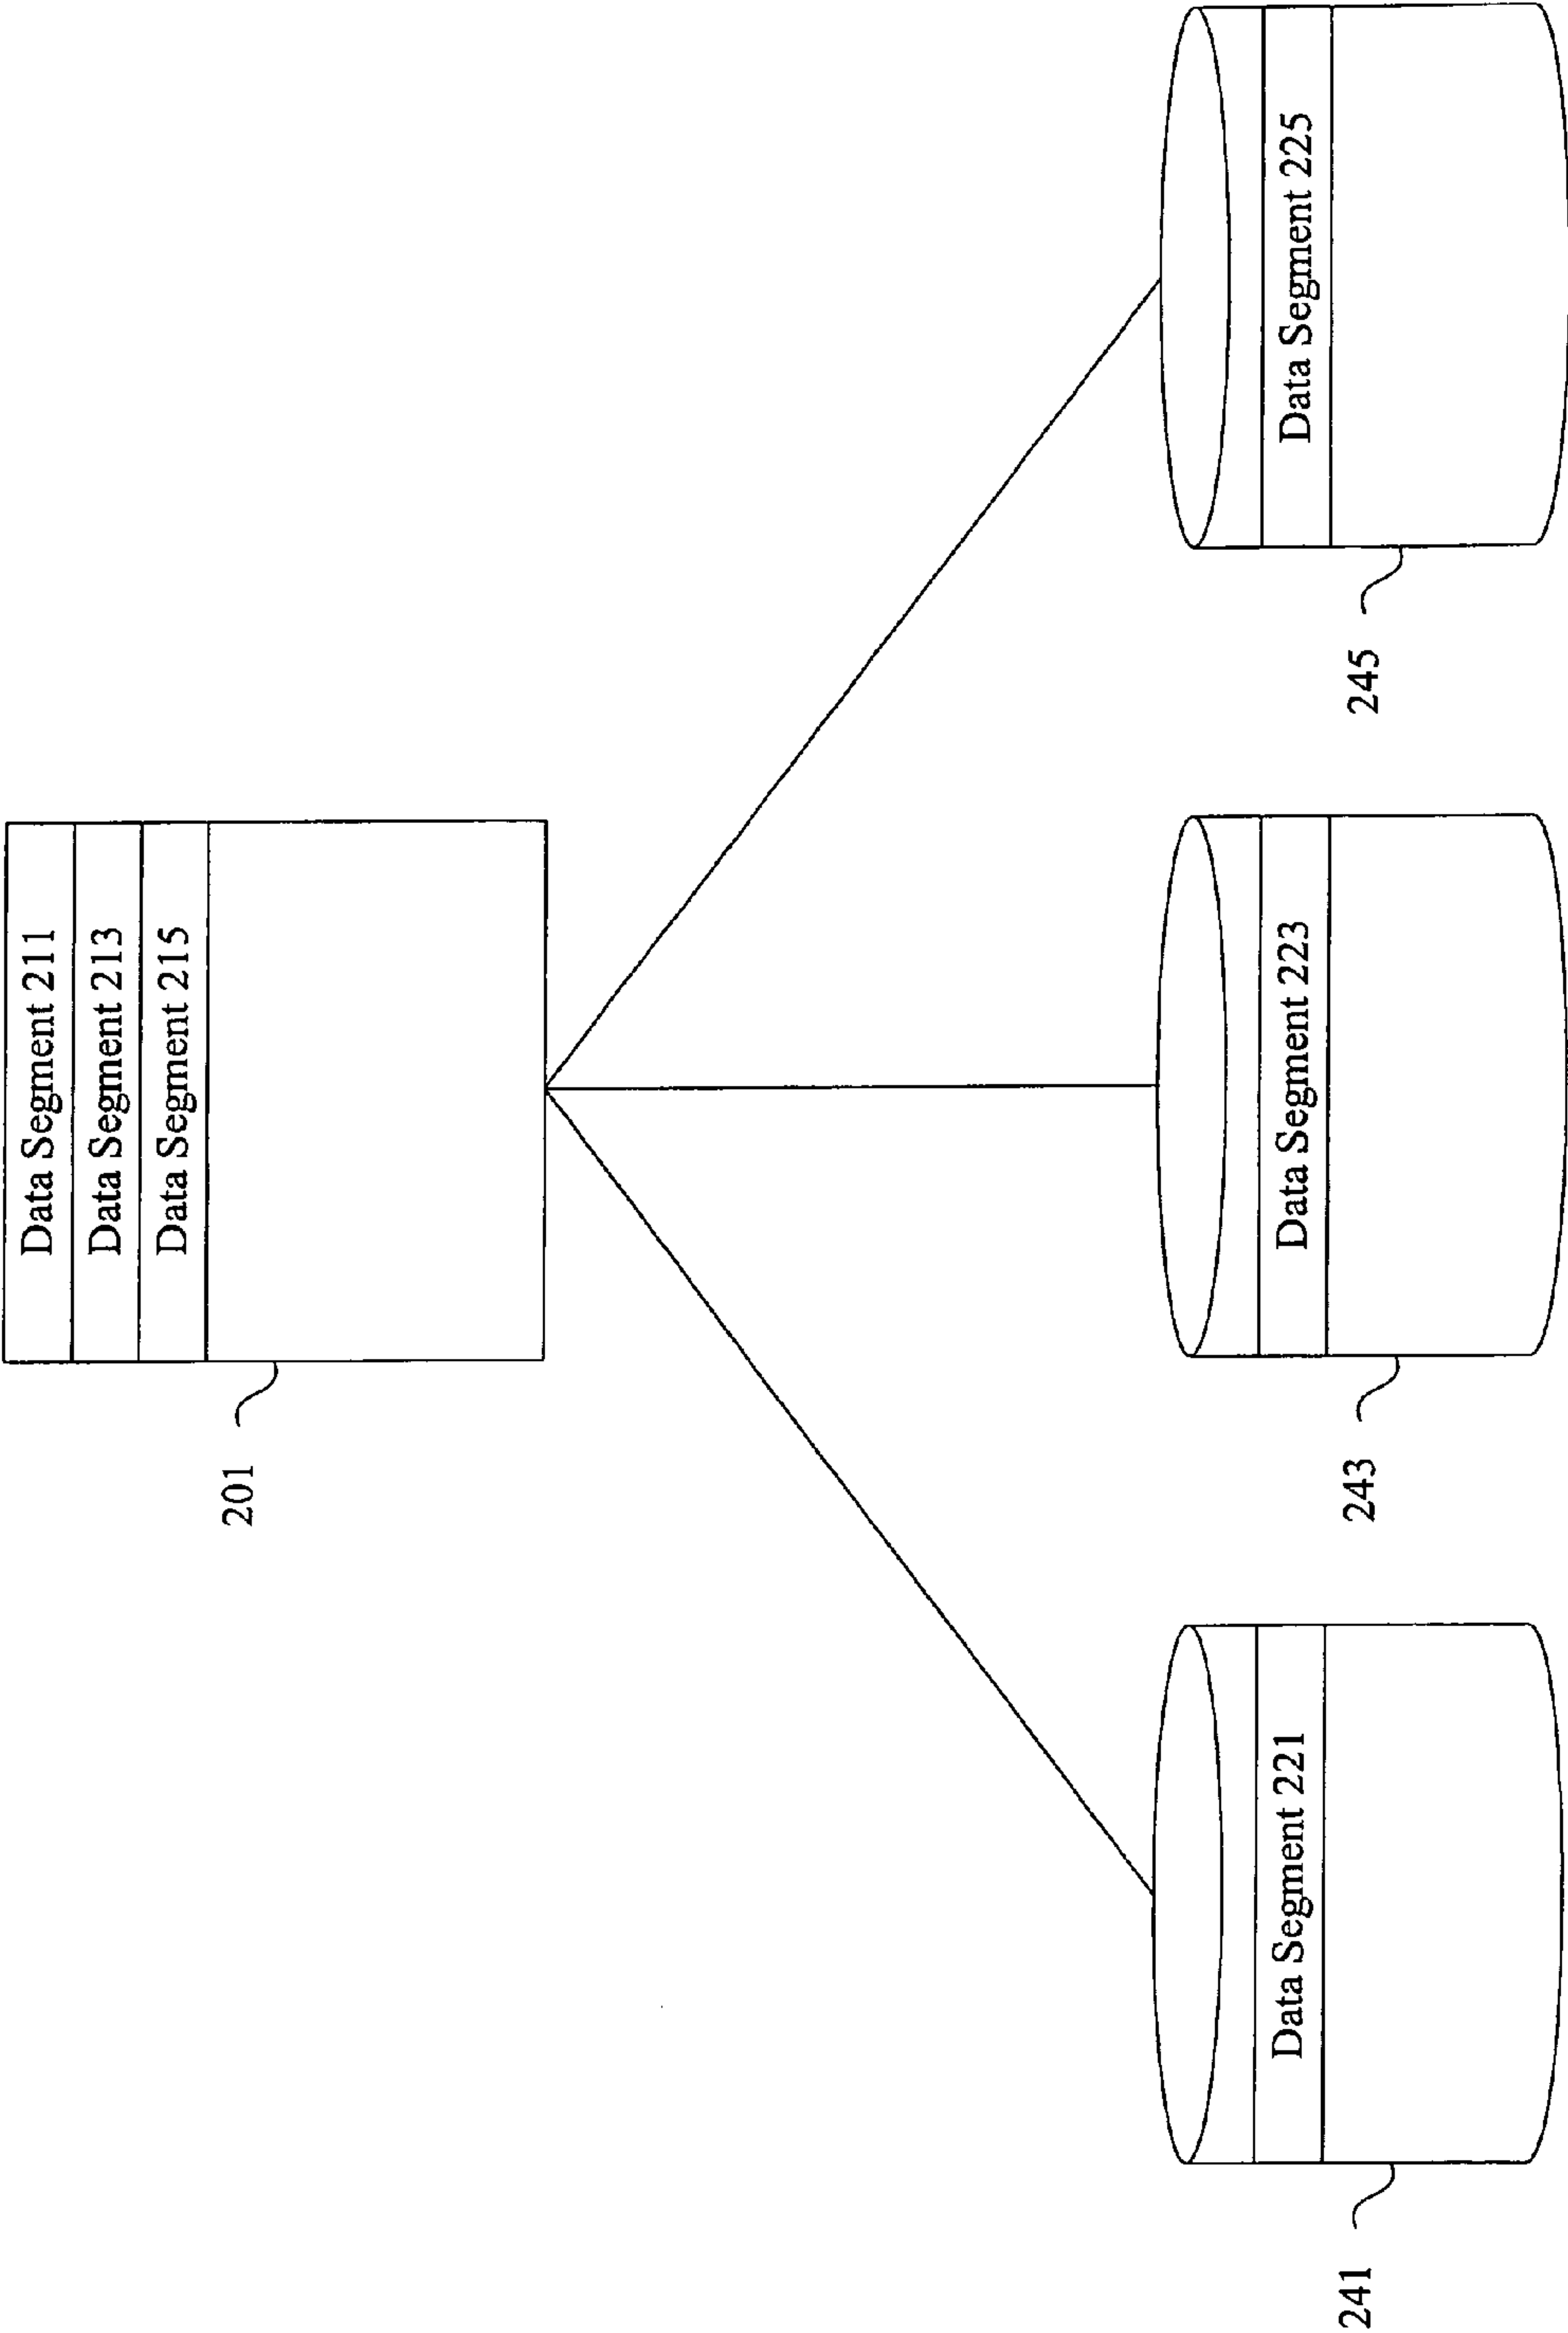 Data Segment 211
Data Segment 213
Data Segment 215
201
Data Segment 221
Data Segment 223
Data Segment 225
241
243
245